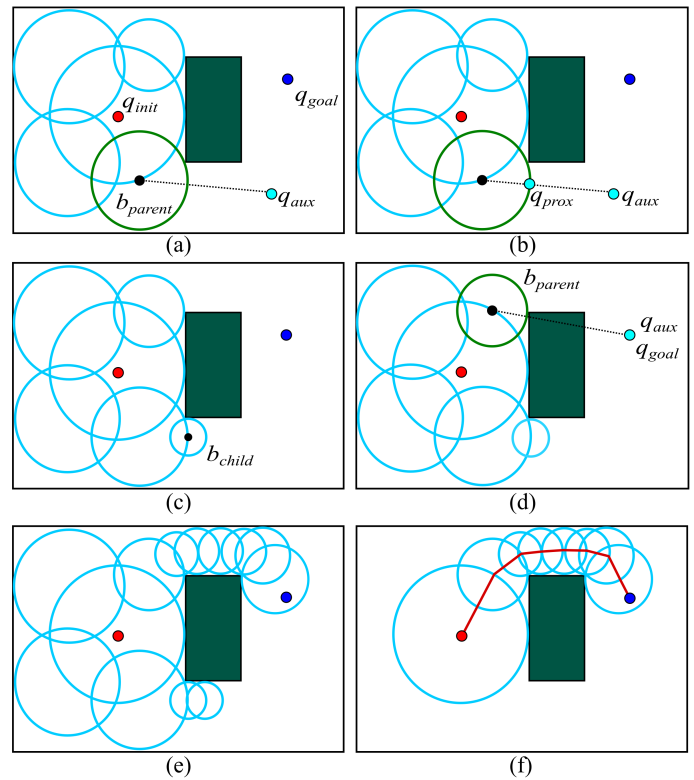 q_init
q_goal
b_parent
q_aux
(a)
q_prox
q_aux
(b)
b_child
(c)
b_parent
q_aux
q_goal
(d)
(e)
(f)